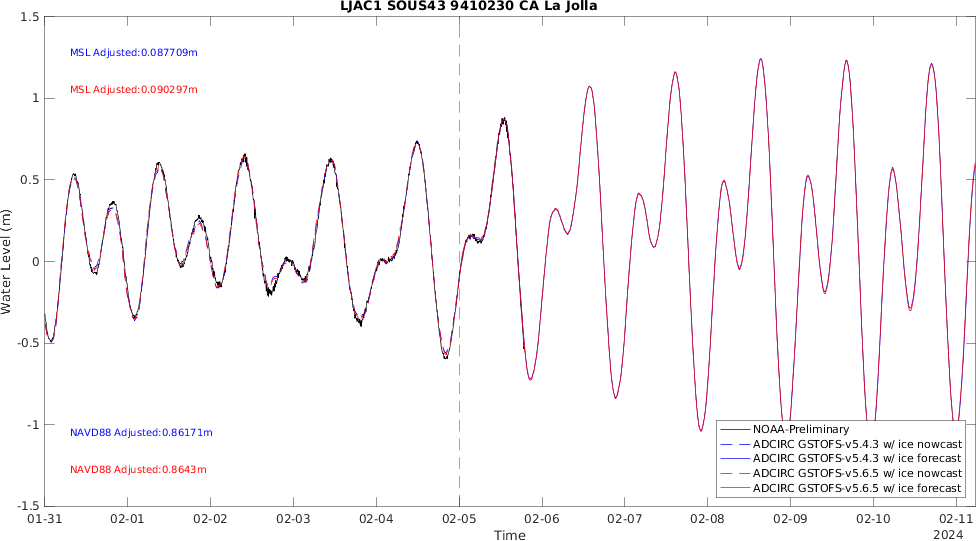 LJAC1 SOUS43 9410230 CA La Jolla
1.5
1
0.5
0
-0.5
-1
-1.5
Water Level (m)
MSL Adjusted:0.087709m
MSL Adjusted:0.090297m
NAVD88 Adjusted:0.86171m
NAVD88 Adjusted:0.8643m
NOAA-Preliminary
ADCIRC GSTOFS-v5.4.3 w/ ice nowcast
ADCIRC GSTOFS-v5.4.3 w/ ice forecast
ADCIRC GSTOFS-v5.6.5 w/ ice nowcast
ADCIRC GSTOFS-v5.6.5 w/ ice forecast
01-31 02-01 02-02 02-03 02-04 02-05 02-06 02-07 02-08 02-09 02-10 02-11
2024
Time